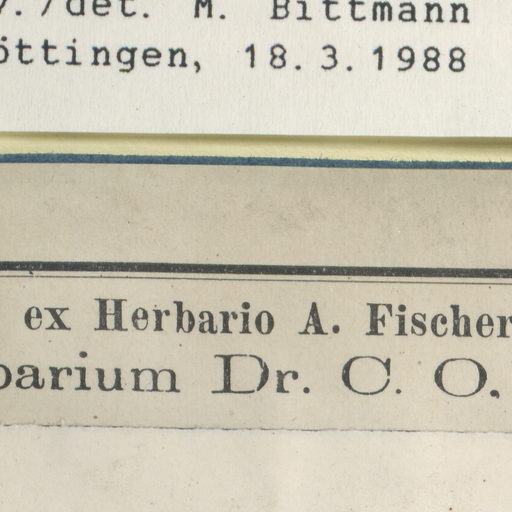 ./det. M. Bittmann
öttingen, 18.3.1988
ex Herbario A. Fischer
barium Dr. C. O.